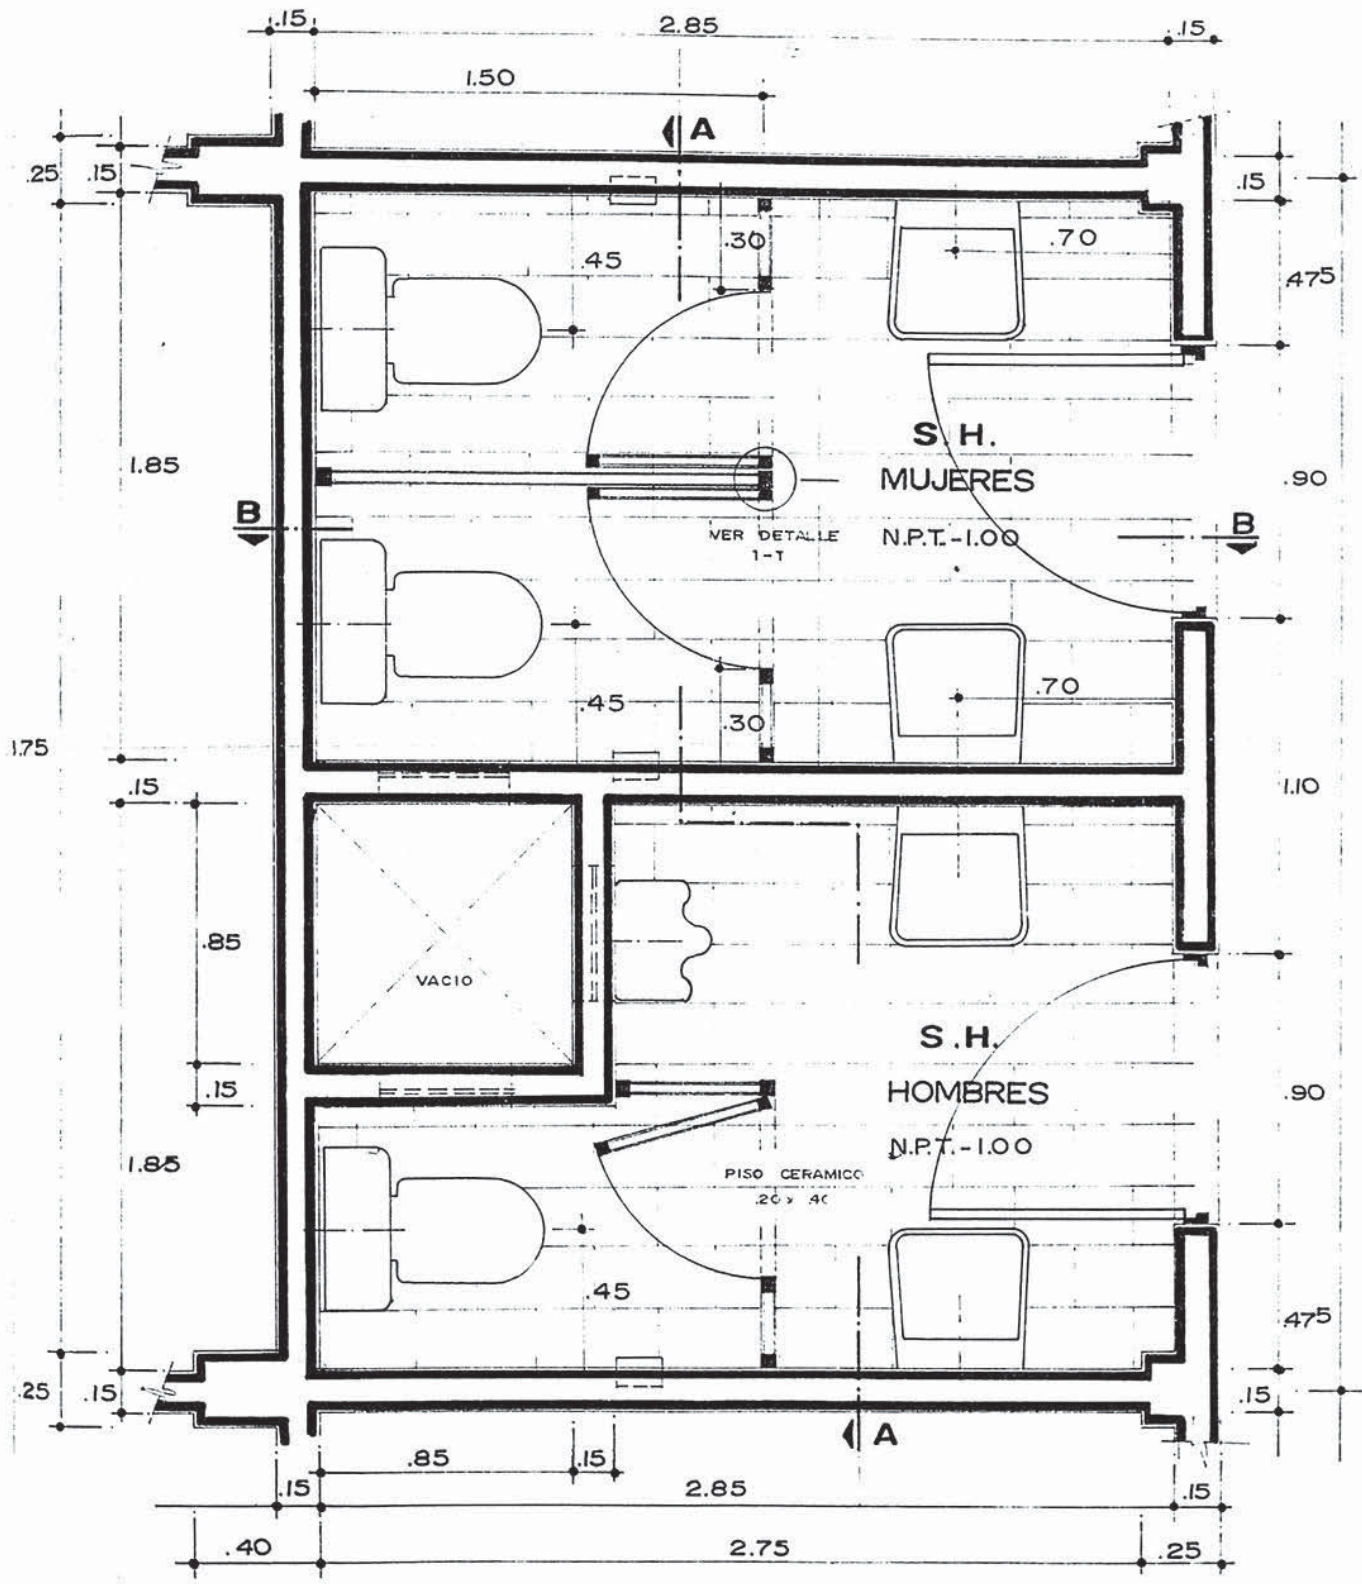 .15
2.85
.15
1.50
A
.25
.15
.15
.30
.70
.45
.475
S.H.
1.85
MUJERES
.90
B
B
VER DETALLE
1-T
N.P.T.-1.00
.70
.45
.30
1.75
.15
1.10
.85
VACIO
S.H.
.15
HOMBRES
.90
N.P.T.-1.00
1.85
PISO CERAMICO
.20 x .40
.45
.475
.25
.15
.15
A
.85
.15
.15
2.85
.15
.40
2.75
.25